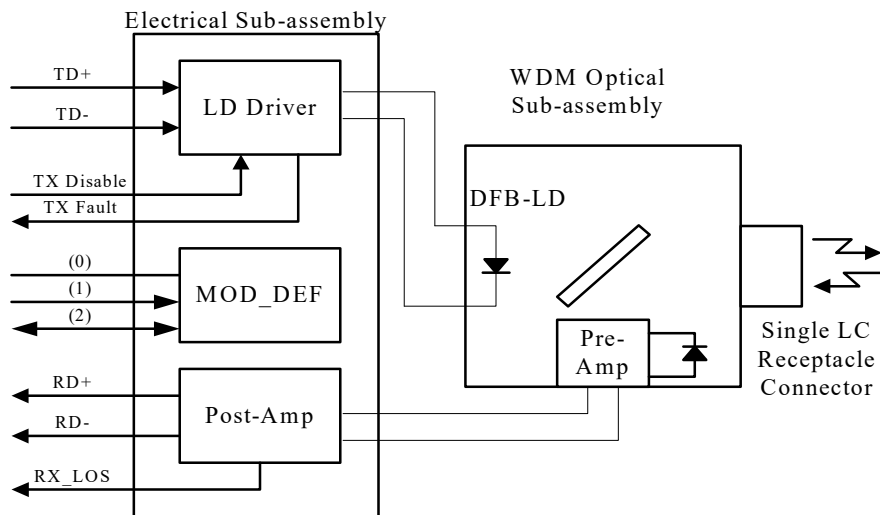 Electrical Sub-assembly
TD+
TD-
TX Disable
TX Fault
LD Driver
(0)
(1)
(2)
MOD_DEF
RD+
RD-
RX_LOS
Post-Amp
WDM Optical
Sub-assembly
DFB-LD
Pre-
Amp
Single LC
Receptacle
Connector